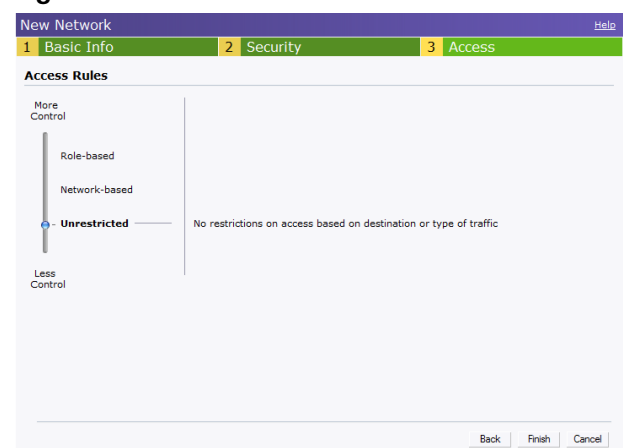 New Network
Help
1 Basic Info
2 Security
3 Access
Access Rules
More
Control
Role-based
Network-based
Unrestricted
No restrictions on access based on destination or type of traffic
Less
Control
Back
Finish
Cancel